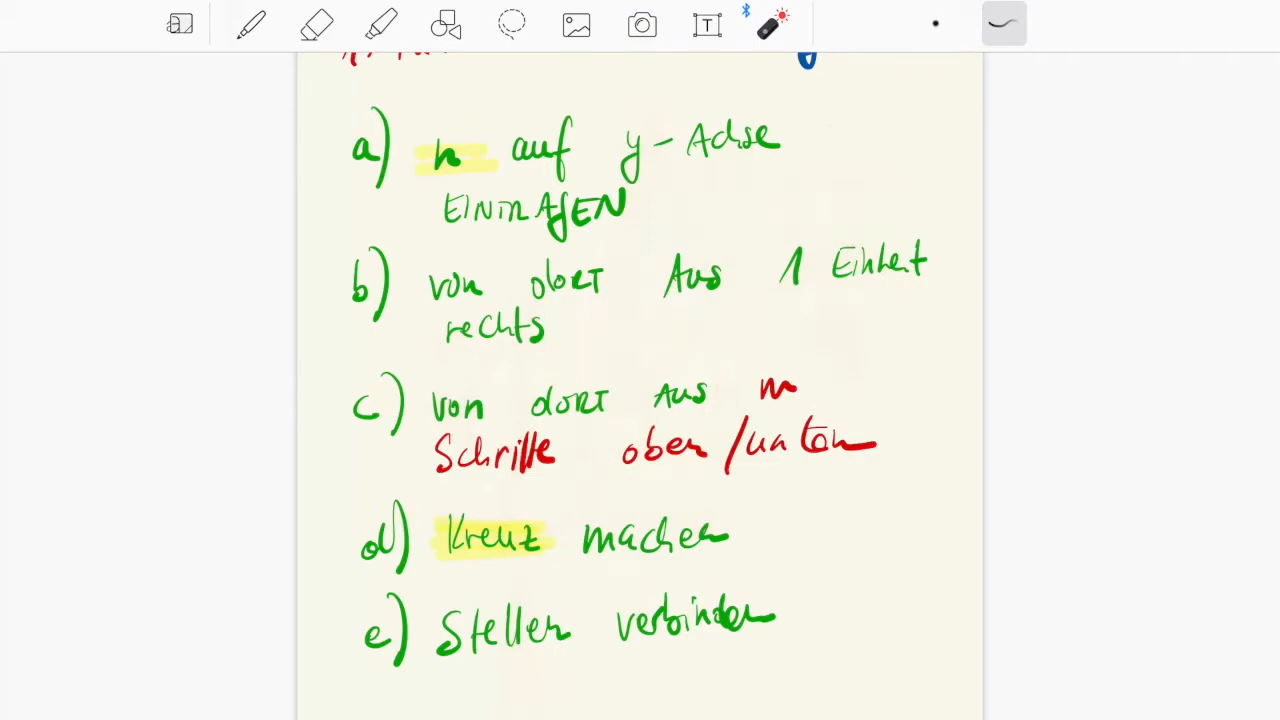 a) n auf y-Achse
EINTRAGEN
b) von dort Aus 1 Einheit
rechts
c) von dort aus m
Schritte oben/unten
d) Kreuz machen
e) Stellen verbinden